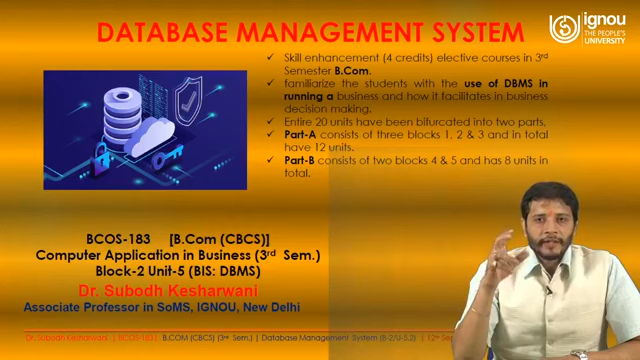 DATABASE MANAGEMENT SYSTEM
ignou
THE PEOPLE'S
UNIVERSITY
✓ Skill enhancement (4 credits) elective courses in 3rd
Semester B.Com.
✓ familiarize the students with the use of DBMS in
running a business and how it facilitates in business
decision making.
✓ Entire 20 units have been bifurcated into two parts,
✓ Part-A consists of three blocks 1, 2 & 3 and in total
have 12 units.
✓ Part-B consists of two blocks 4 & 5 and has 8 units in
total.
BCOS-183 [B.Com (CBCS)]
Computer Application in Business (3rd Sem.)
Block-2 Unit-5 (BIS: DBMS)
Dr. Subodh Kesharwani
Associate Professor in SoMS, IGNOU, New Delhi
Dr. Subodh Kesharwani | BCOS-183 | B.COM (CBCS) (3rd Sem.) | Database Management System (B-2/U-5.2) | 12th Se